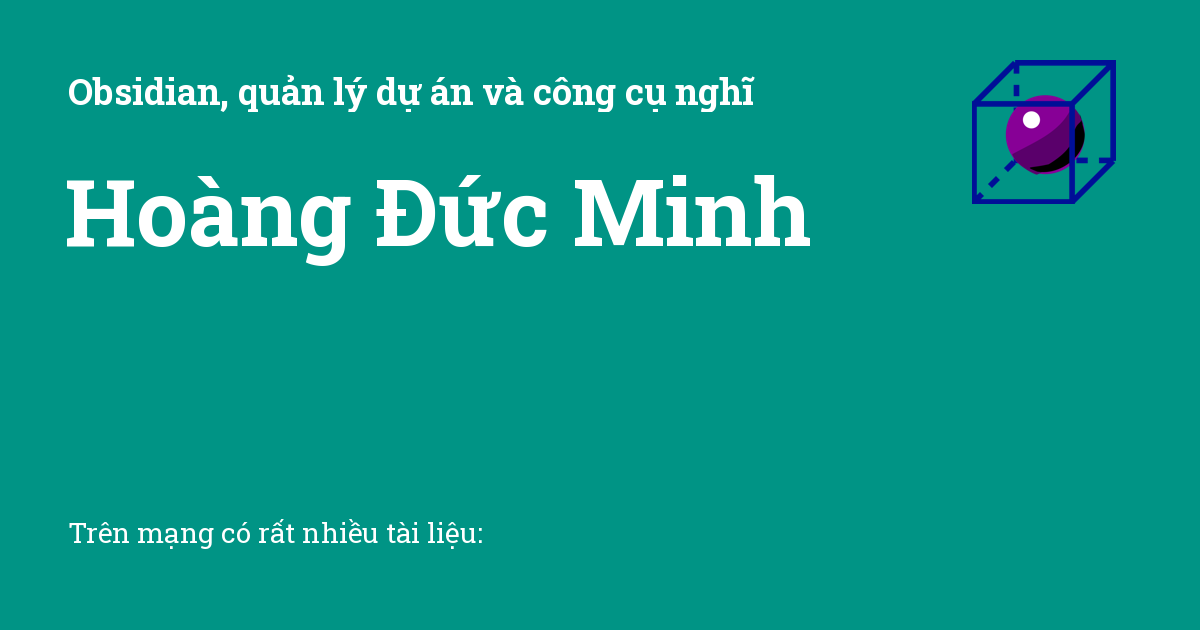 Obsidian, quản lý dự án và công cụ nghĩ
Hoàng Đức Minh
Trên mạng có rất nhiều tài liệu: